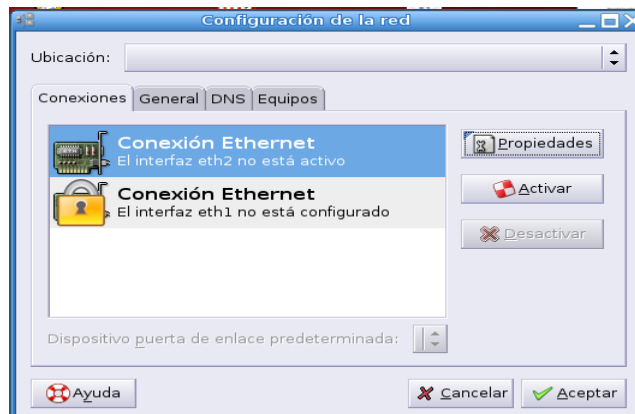 Configuración de la red
Ubicación:
Conexiones General DNS Equipos
Conexión Ethernet
El interfaz eth2 no está activo
Conexión Ethernet
El interfaz eth1 no está configurado
Propiedades
Activar
Desactivar
Dispositivo puerta de enlace predeterminada:
Ayuda
Cancelar
Aceptar